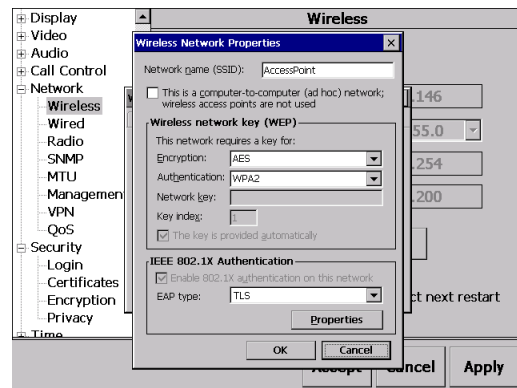 Display
Video
Audio
Call Control
Network
Wireless
Wired
Radio
SNMP
MTU
Managemen
VPN
QoS
Security
Login
Certificates
Encryption
Privacy
Time
Wireless
.146
55.0
.254
.200
ct next restart
Cancel
Apply
Wireless Network Properties
Network name (SSID): AccessPoint
This is a computer-to-computer (ad hoc) network;
wireless access points are not used
Wireless network key (WEP)
This network requires a key for:
Encryption: AES
Authentication: WPA2
Network key:
Key index: 1
The key is provided automatically
IEEE 802.1X Authentication
Enable 802.1X authentication on this network
EAP type: TLS
Properties
OK Cancel